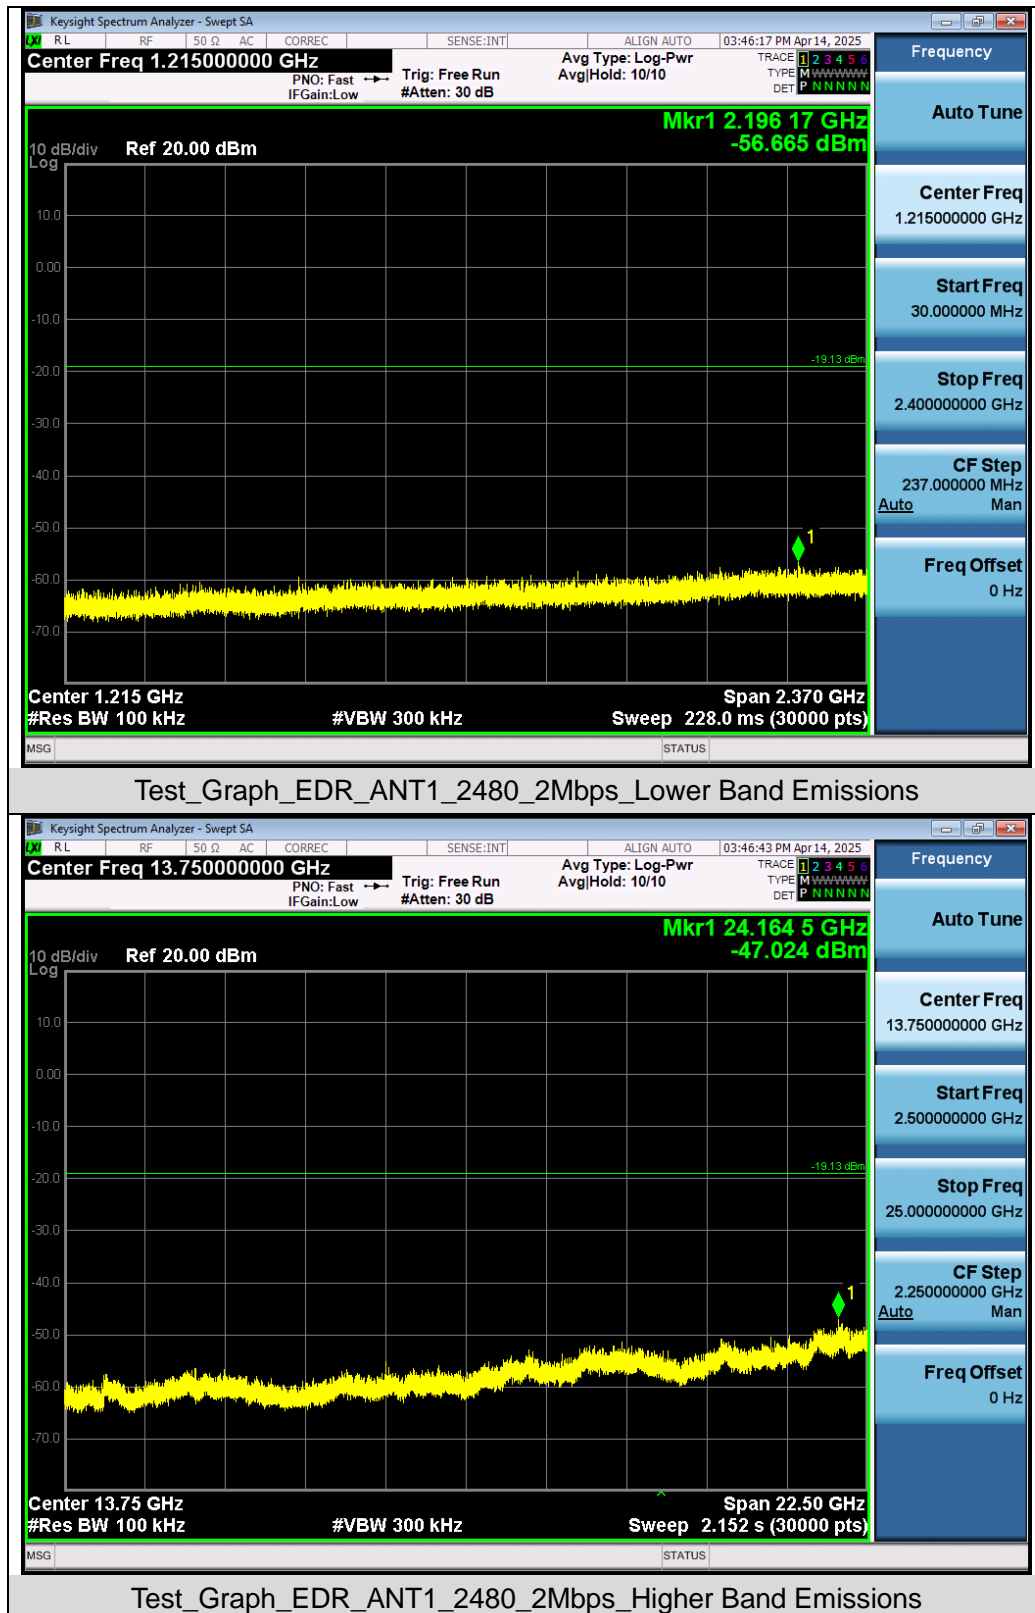 Keysight Spectrum Analyzer - Swept SA
LXI RL RF 50 Ω AC CORREC SENSE:INT ALIGN AUTO 03:46:17 PM Apr 14, 2025
Center Freq 1.215000000 GHz
PNO: Fast
IFGain:Low
Trig: Free Run
#Atten: 30 dB
Avg Type: Log-Pwr
Avg|Hold: 10/10
TRACE 1 2 3 4 5 6
TYPE M WWWWW
DET P N N N N N
Frequency
Auto Tune
Center Freq
1.215000000 GHz
Start Freq
30.000000 MHz
Stop Freq
2.400000000 GHz
CF Step
237.000000 MHz
Auto Man
Freq Offset
0 Hz
Mkr1 2.196 17 GHz
-56.665 dBm
10 dB/div Ref 20.00 dBm
Log
10.0
0.00
-10.0
-19.13 dBm
-20.0
-30.0
-40.0
-50.0
1
-60.0
-70.0
Center 1.215 GHz Span 2.370 GHz
#Res BW 100 kHz #VBW 300 kHz Sweep 228.0 ms (30000 pts)
MSG STATUS
Test_Graph_EDR_ANT1_2480_2Mbps_Lower Band Emissions
Keysight Spectrum Analyzer - Swept SA
LXI RL RF 50 Ω AC CORREC SENSE:INT ALIGN AUTO 03:46:43 PM Apr 14, 2025
Center Freq 13.750000000 GHz
PNO: Fast
IFGain:Low
Trig: Free Run
#Atten: 30 dB
Avg Type: Log-Pwr
Avg|Hold: 10/10
TRACE 1 2 3 4 5 6
TYPE M WWWWW
DET P N N N N N
Frequency
Auto Tune
Center Freq
13.750000000 GHz
Start Freq
2.500000000 GHz
Stop Freq
25.000000000 GHz
CF Step
2.250000000 GHz
Auto Man
Freq Offset
0 Hz
Mkr1 24.164 5 GHz
-47.024 dBm
10 dB/div Ref 20.00 dBm
Log
10.0
0.00
-10.0
-19.13 dBm
-20.0
-30.0
-40.0
1
-50.0
-60.0
-70.0
Center 13.75 GHz Span 22.50 GHz
#Res BW 100 kHz #VBW 300 kHz Sweep 2.152 s (30000 pts)
MSG STATUS
Test_Graph_EDR_ANT1_2480_2Mbps_Higher Band Emissions